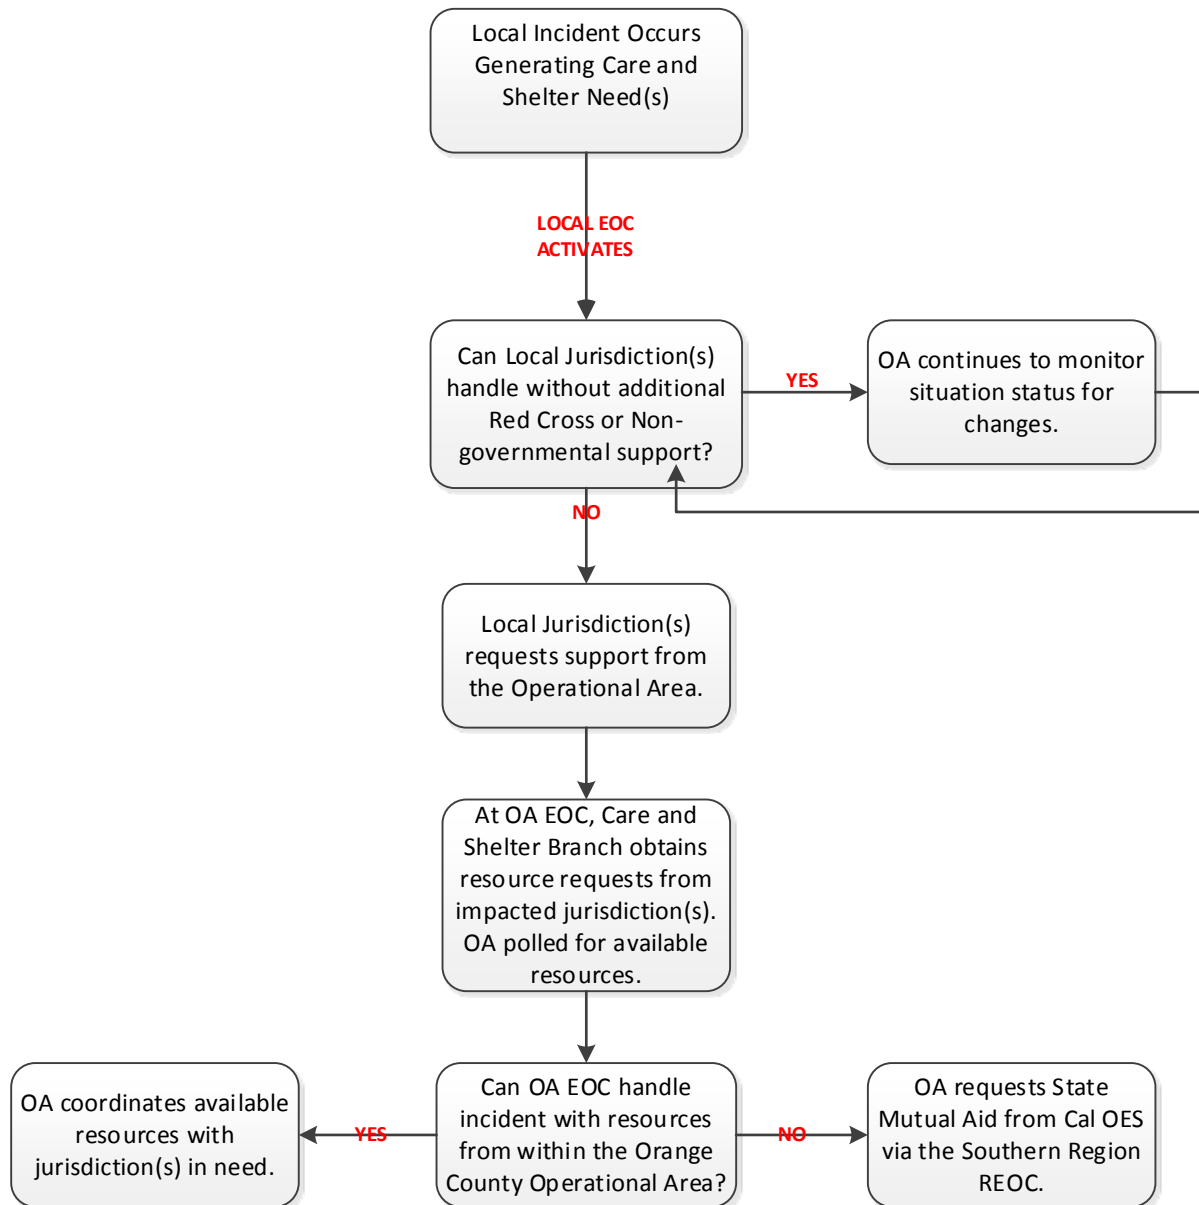 Local Incident Occurs
Generating Care and
Shelter Need(s)
LOCAL EOC
ACTIVATES
Can Local Jurisdiction(s)
handle without additional
Red Cross or Non-
governmental support?
YES
OA continues to monitor
situation status for
changes.
NO
Local Jurisdiction(s)
requests support from
the Operational Area.
At OA EOC, Care and
Shelter Branch obtains
resource requests from
impacted jurisdiction(s).
OA polled for available
resources.
OA coordinates available
resources with
jurisdiction(s) in need.
YES
Can OA EOC handle
incident with resources
from within the Orange
County Operational Area?
NO
OA requests State
Mutual Aid from Cal OES
via the Southern Region
REOC.